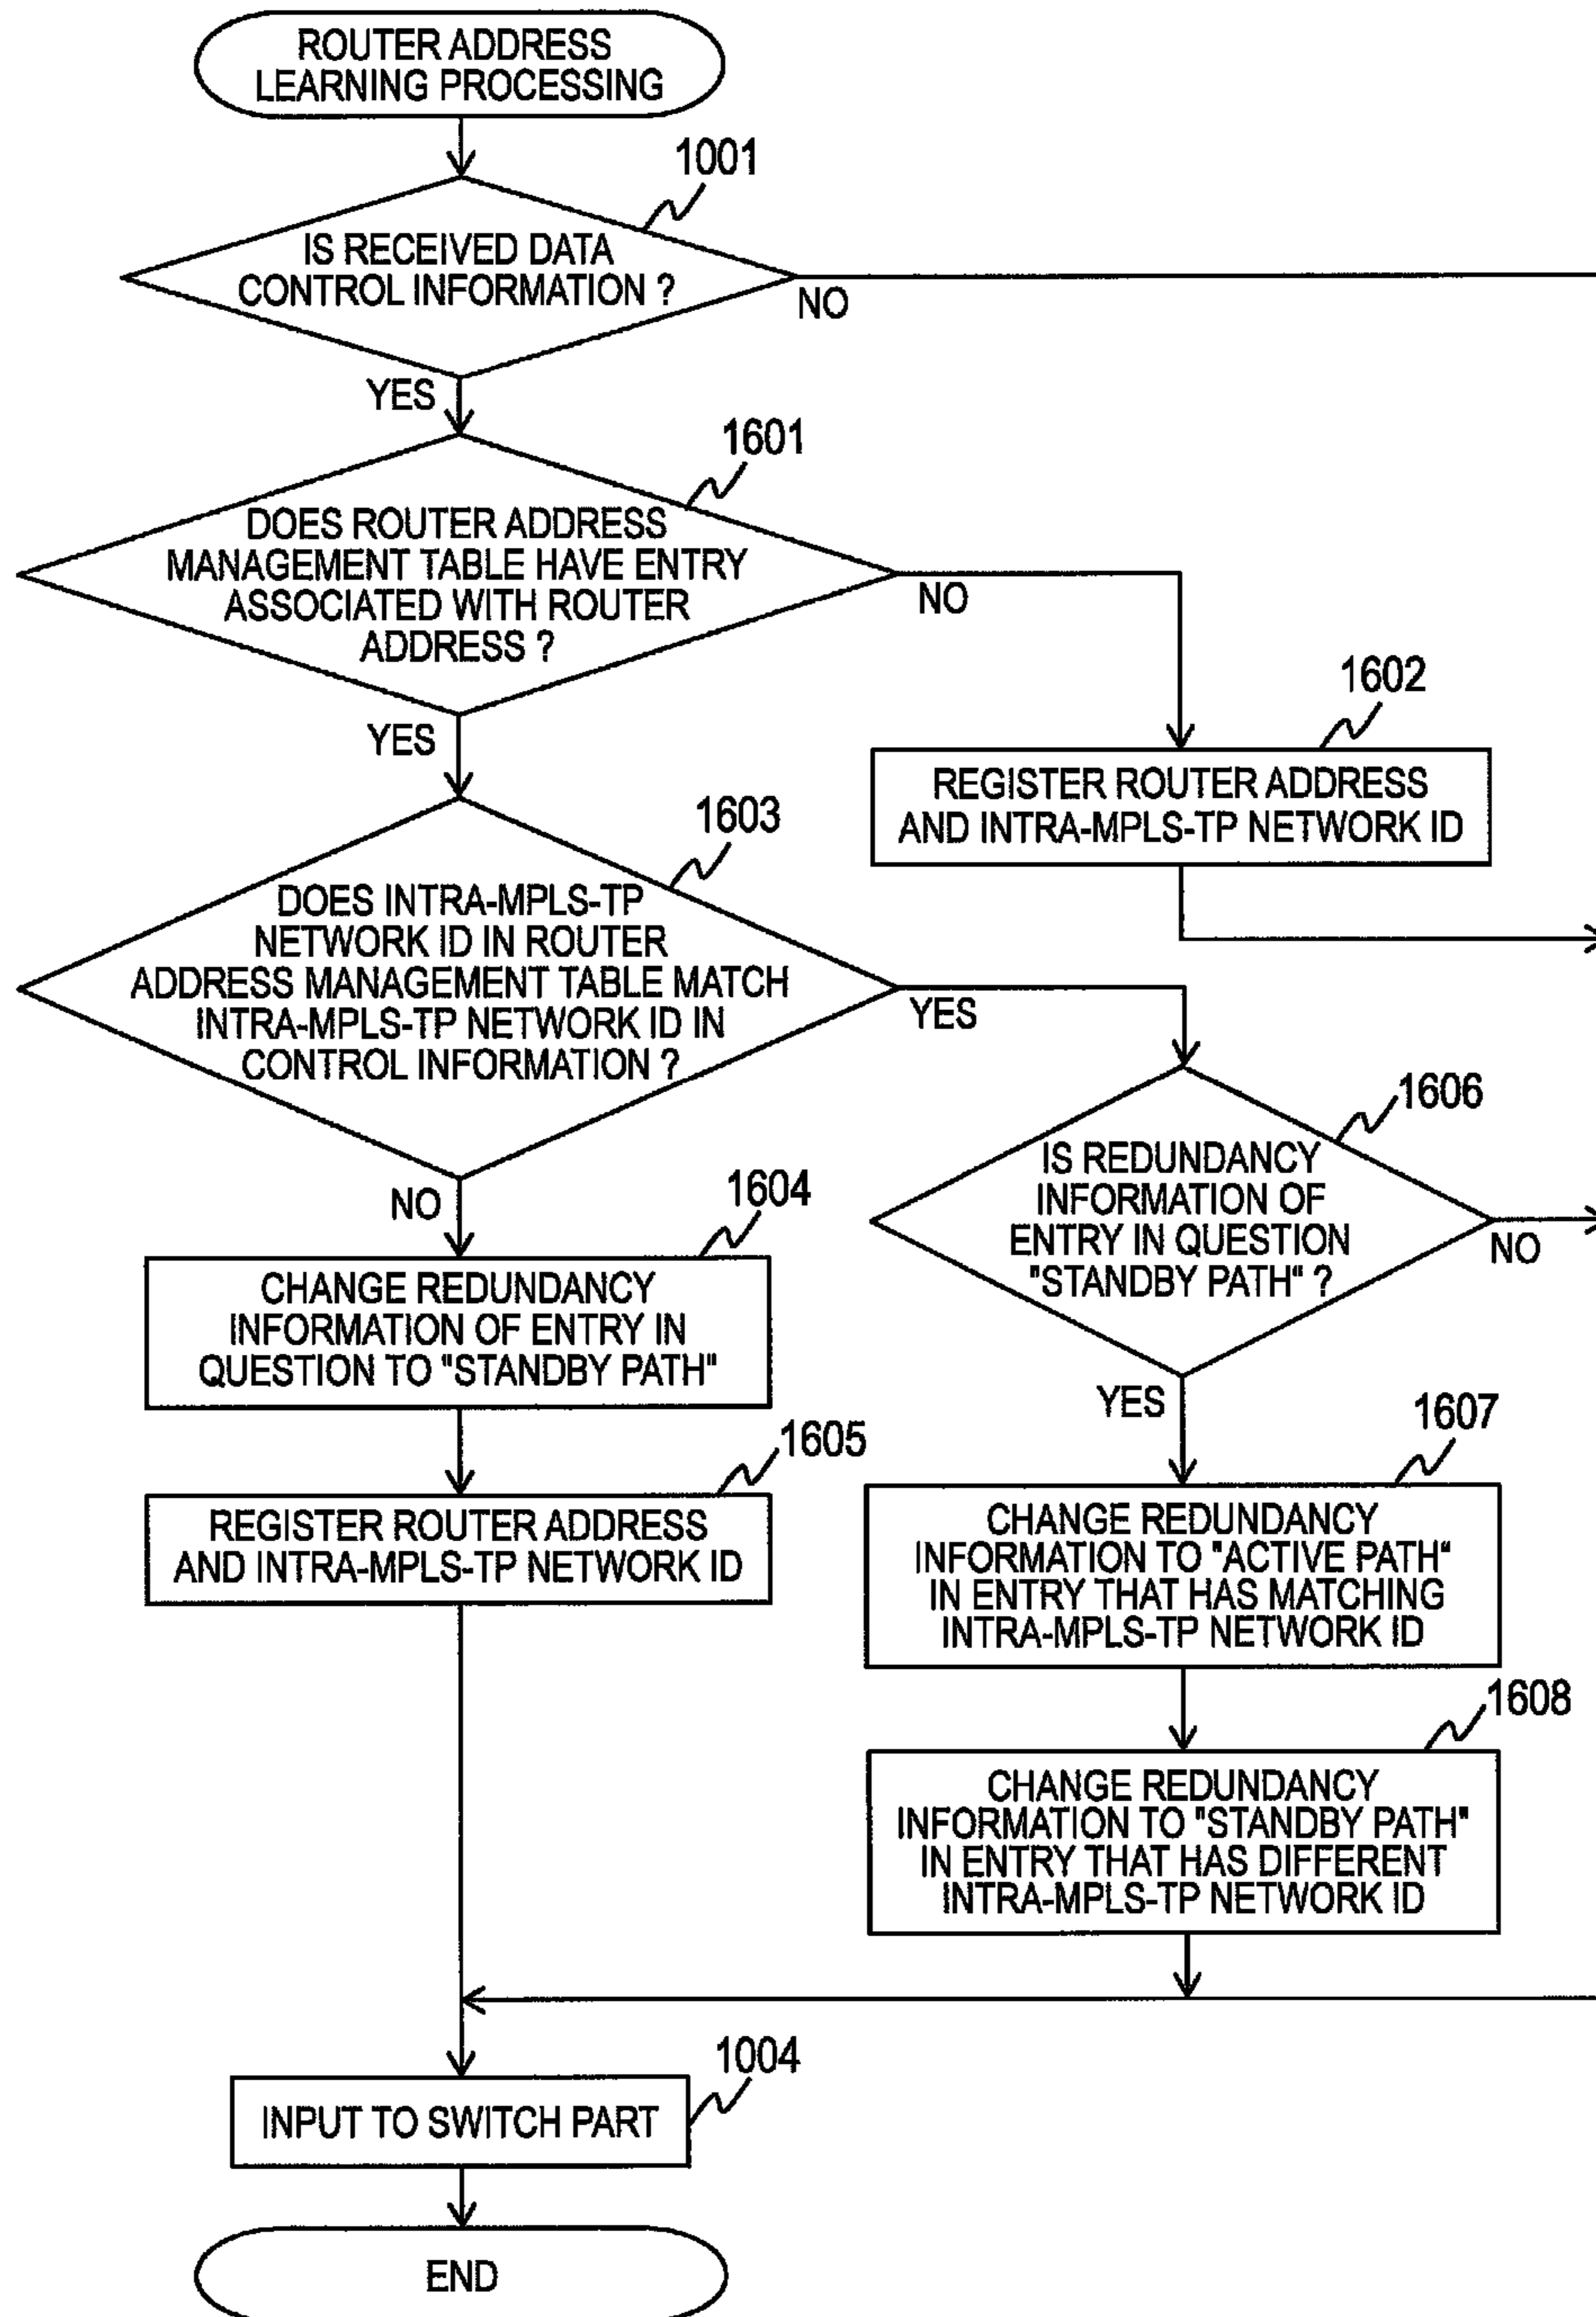 ROUTER ADDRESS
LEARNING PROCESSING
1001
IS RECEIVED DATA
CONTROL INFORMATION ?
NO
YES
1601
DOES ROUTER ADDRESS
MANAGEMENT TABLE HAVE ENTRY
ASSOCIATED WITH ROUTER
ADDRESS ?
NO
YES
1602
REGISTER ROUTER ADDRESS
AND INTRA-MPLS-TP NETWORK ID
1603
DOES INTRA-MPLS-TP
NETWORK ID IN ROUTER
ADDRESS MANAGEMENT TABLE MATCH
INTRA-MPLS-TP NETWORK ID IN
CONTROL INFORMATION ?
YES
NO
1606
IS REDUNDANCY
INFORMATION OF
ENTRY IN QUESTION
"STANDBY PATH" ?
NO
YES
1604
CHANGE REDUNDANCY
INFORMATION OF ENTRY IN
QUESTION TO "STANDBY PATH"
1605
REGISTER ROUTER ADDRESS
AND INTRA-MPLS-TP NETWORK ID
1607
CHANGE REDUNDANCY
INFORMATION TO "ACTIVE PATH"
IN ENTRY THAT HAS MATCHING
INTRA-MPLS-TP NETWORK ID
1608
CHANGE REDUNDANCY
INFORMATION TO "STANDBY PATH"
IN ENTRY THAT HAS DIFFERENT
INTRA-MPLS-TP NETWORK ID
1004
INPUT TO SWITCH PART
END